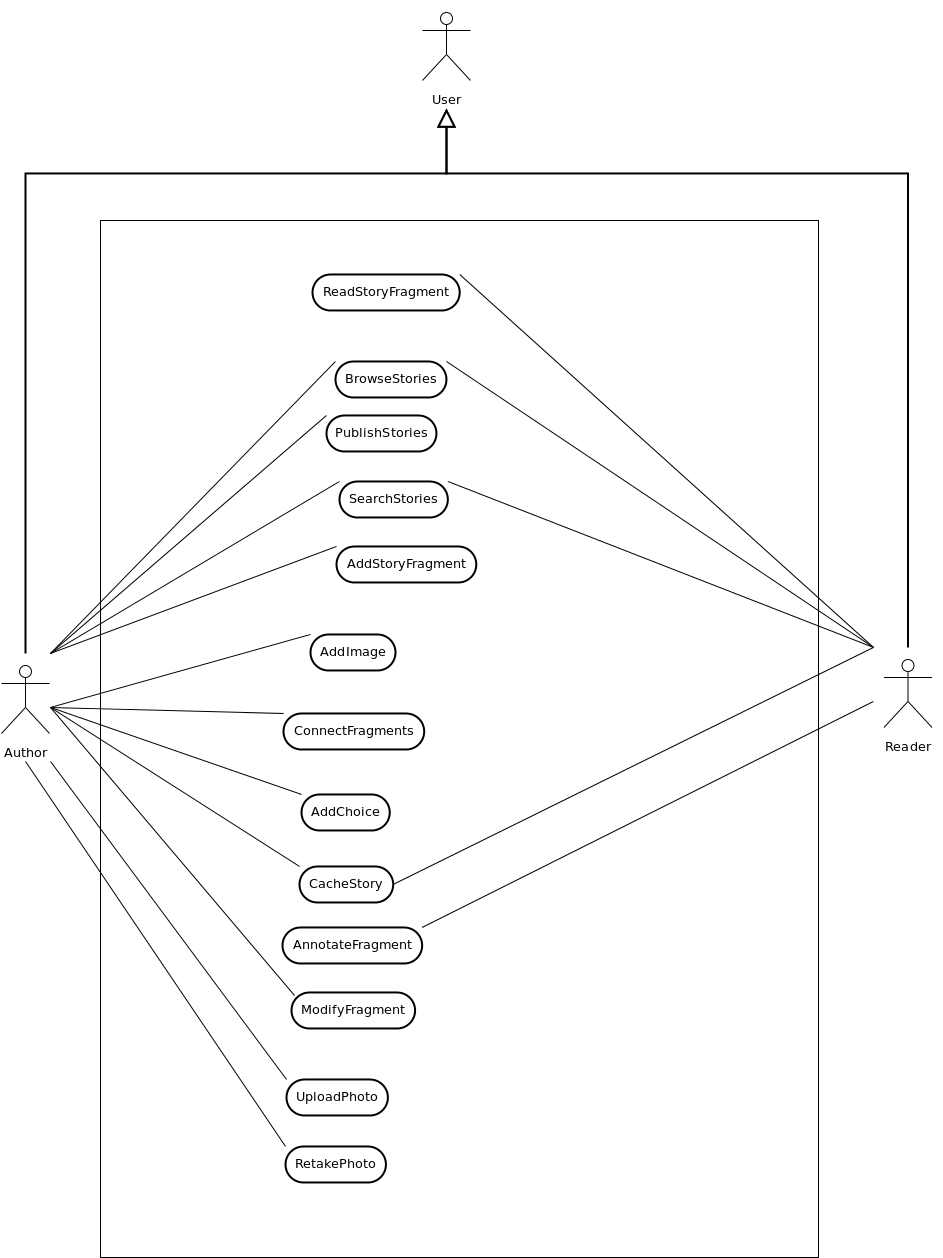 User
ReadStoryFragment
BrowseStories
PublishStories
SearchStories
AddStoryFragment
AddImage
ConnectFragments
Author
Reader
AddChoice
CacheStory
AnnotateFragment
ModifyFragment
UploadPhoto
RetakePhoto